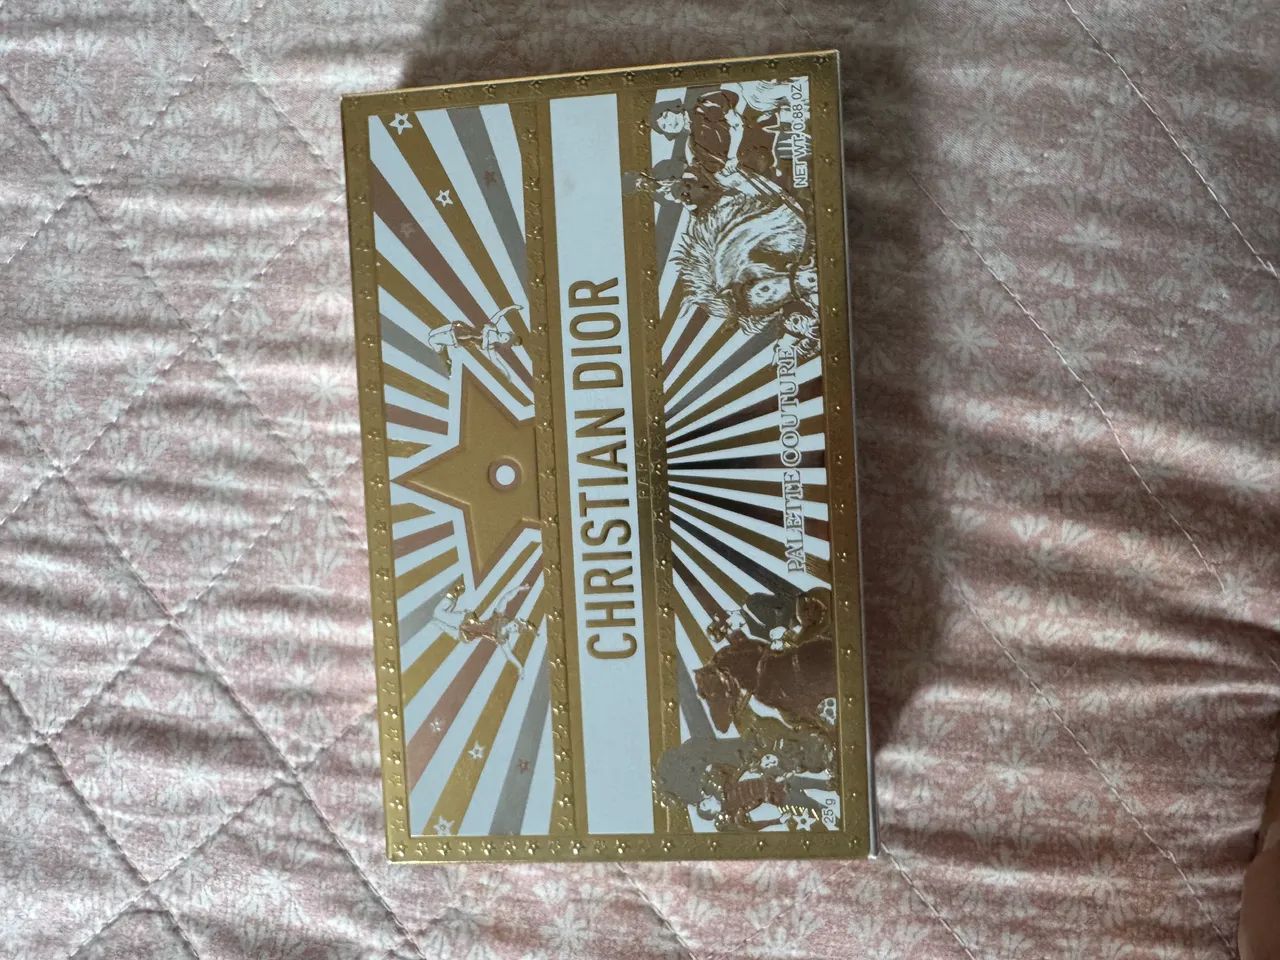 CHRISTIAN DIOR
PARIS
PALETTE COUTURE
25 g
NET WT. 0.88 OZ